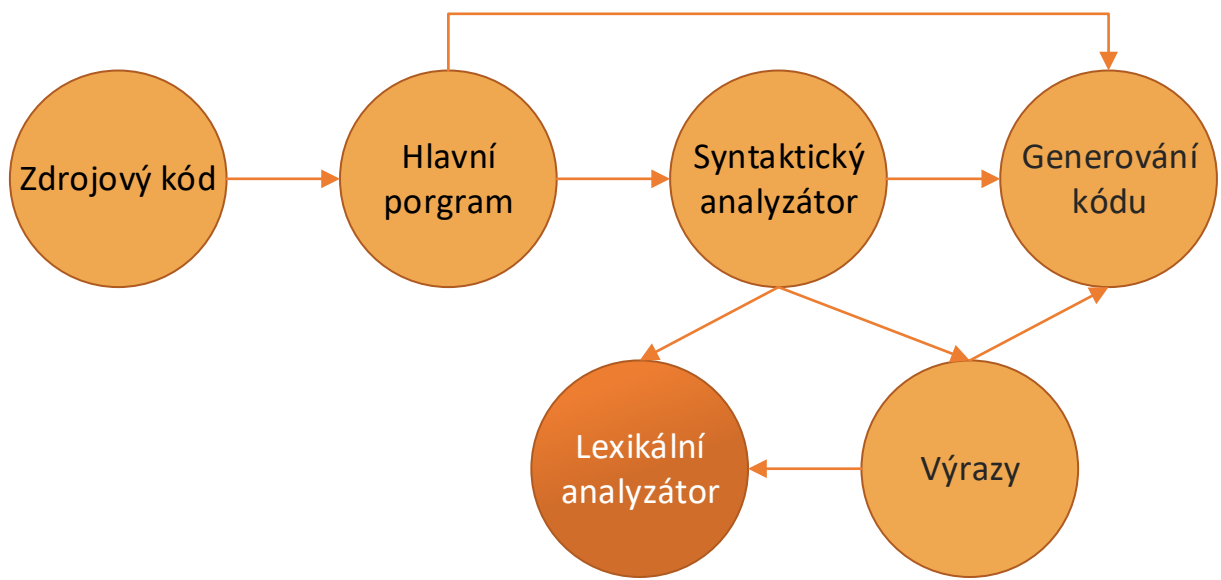 Zdrojový kód
Hlavní
porgram
Syntaktický
analyzátor
Generování
kódu
Lexikální
analyzátor
Výrazy